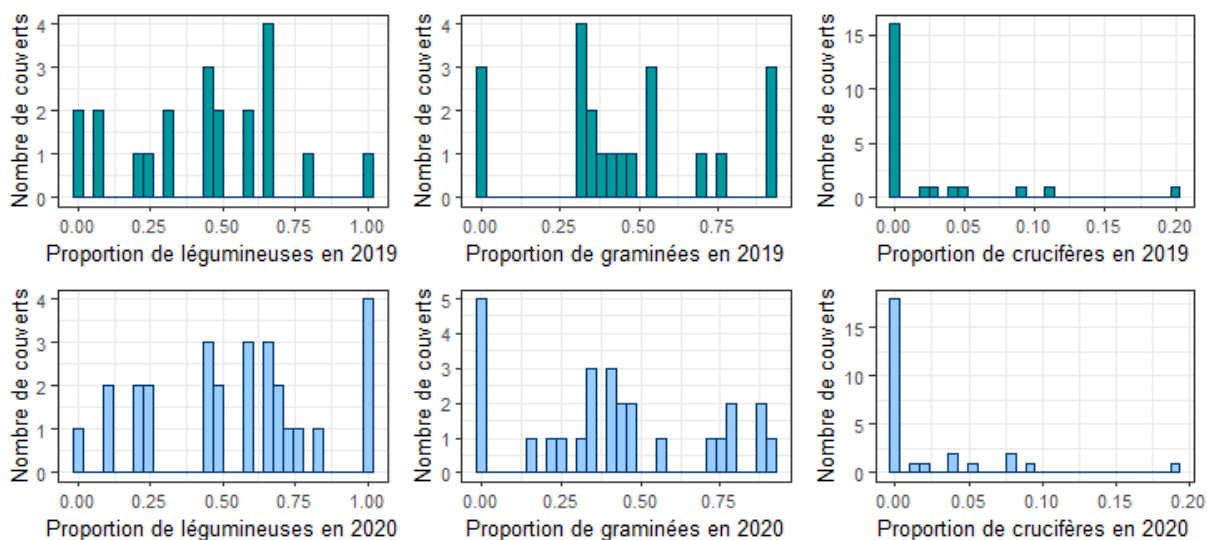 Nombre de couverts
4
3
2
1
0
0.00 0.25 0.50 0.75 1.00
Proportion de légumineuses en 2019
Nombre de couverts
4
3
2
1
0
0.00 0.25 0.50 0.75
Proportion de graminées en 2019
Nombre de couverts
15
10
5
0
0.00 0.05 0.10 0.15 0.20
Proportion de crucifères en 2019
Nombre de couverts
4
3
2
1
0
0.00 0.25 0.50 0.75 1.00
Proportion de légumineuses en 2020
Nombre de couverts
5
4
3
2
1
0
0.00 0.25 0.50 0.75
Proportion de graminées en 2020
Nombre de couverts
15
10
5
0
0.00 0.05 0.10 0.15 0.20
Proportion de crucifères en 2020